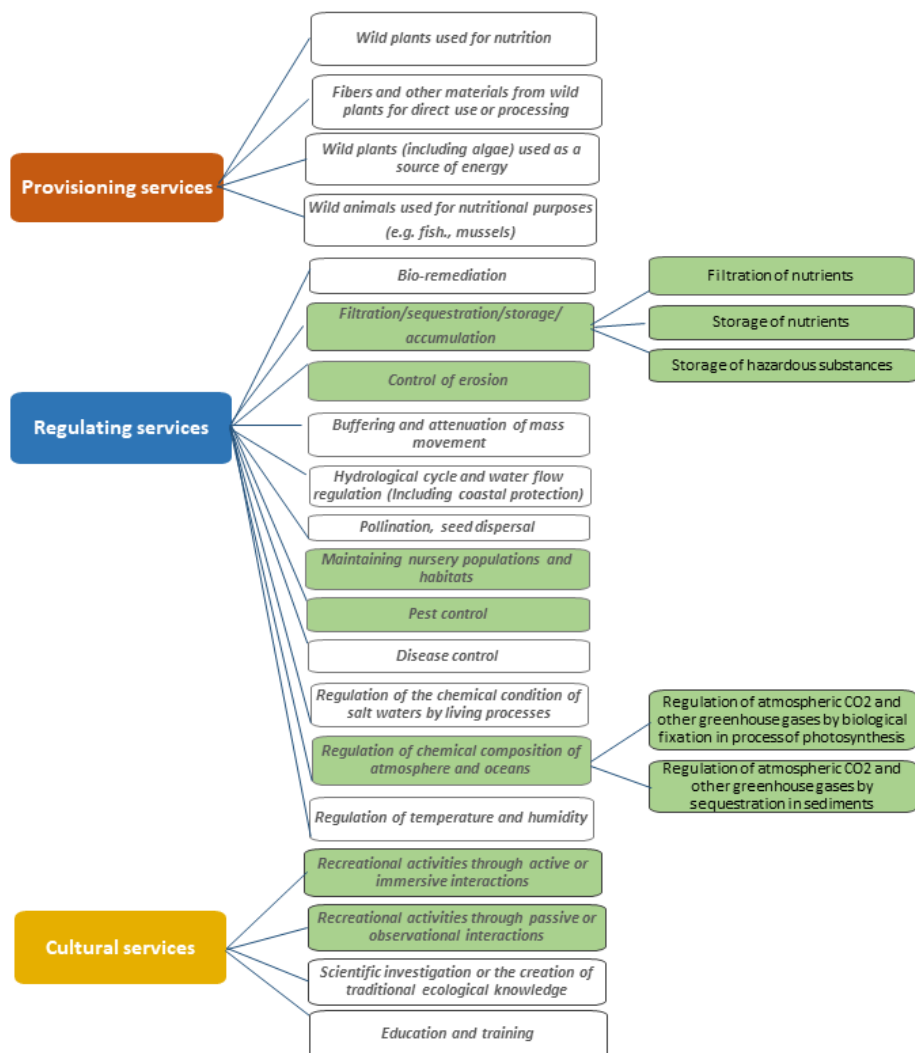 Wild plants used for nutrition
Fibers and other materials from wild
plants for direct use or processing
Wild plants (including algae) used as a
source of energy
Provisioning services
Wild animals used for nutritional purposes
(e.g. fish., mussels)
Bio-remediation
Filtration of nutrients
Filtration/sequestration/storage/
accumulation
Storage of nutrients
Storage of hazardous substances
Control of erosion
Regulating services
Buffering and attenuation of mass
movement
Hydrological cycle and water flow
regulation (Including coastal protection)
Pollination, seed dispersal
Maintaining nursery populations and
habitats
Pest control
Disease control
Regulation of the chemical condition of
salt waters by living processes
Regulation of atmospheric CO2 and
other greenhouse gases by biological
fixation in process of photosynthesis
Regulation of chemical composition of
atmosphere and oceans
Regulation of atmospheric CO2 and
other greenhouse gases by
sequestration in sediments
Regulation of temperature and humidity
Recreational activities through active or
immersive interactions
Recreational activities through passive or
observational interactions
Cultural services
Scientific investigation or the creation of
traditional ecological knowledge
Education and training